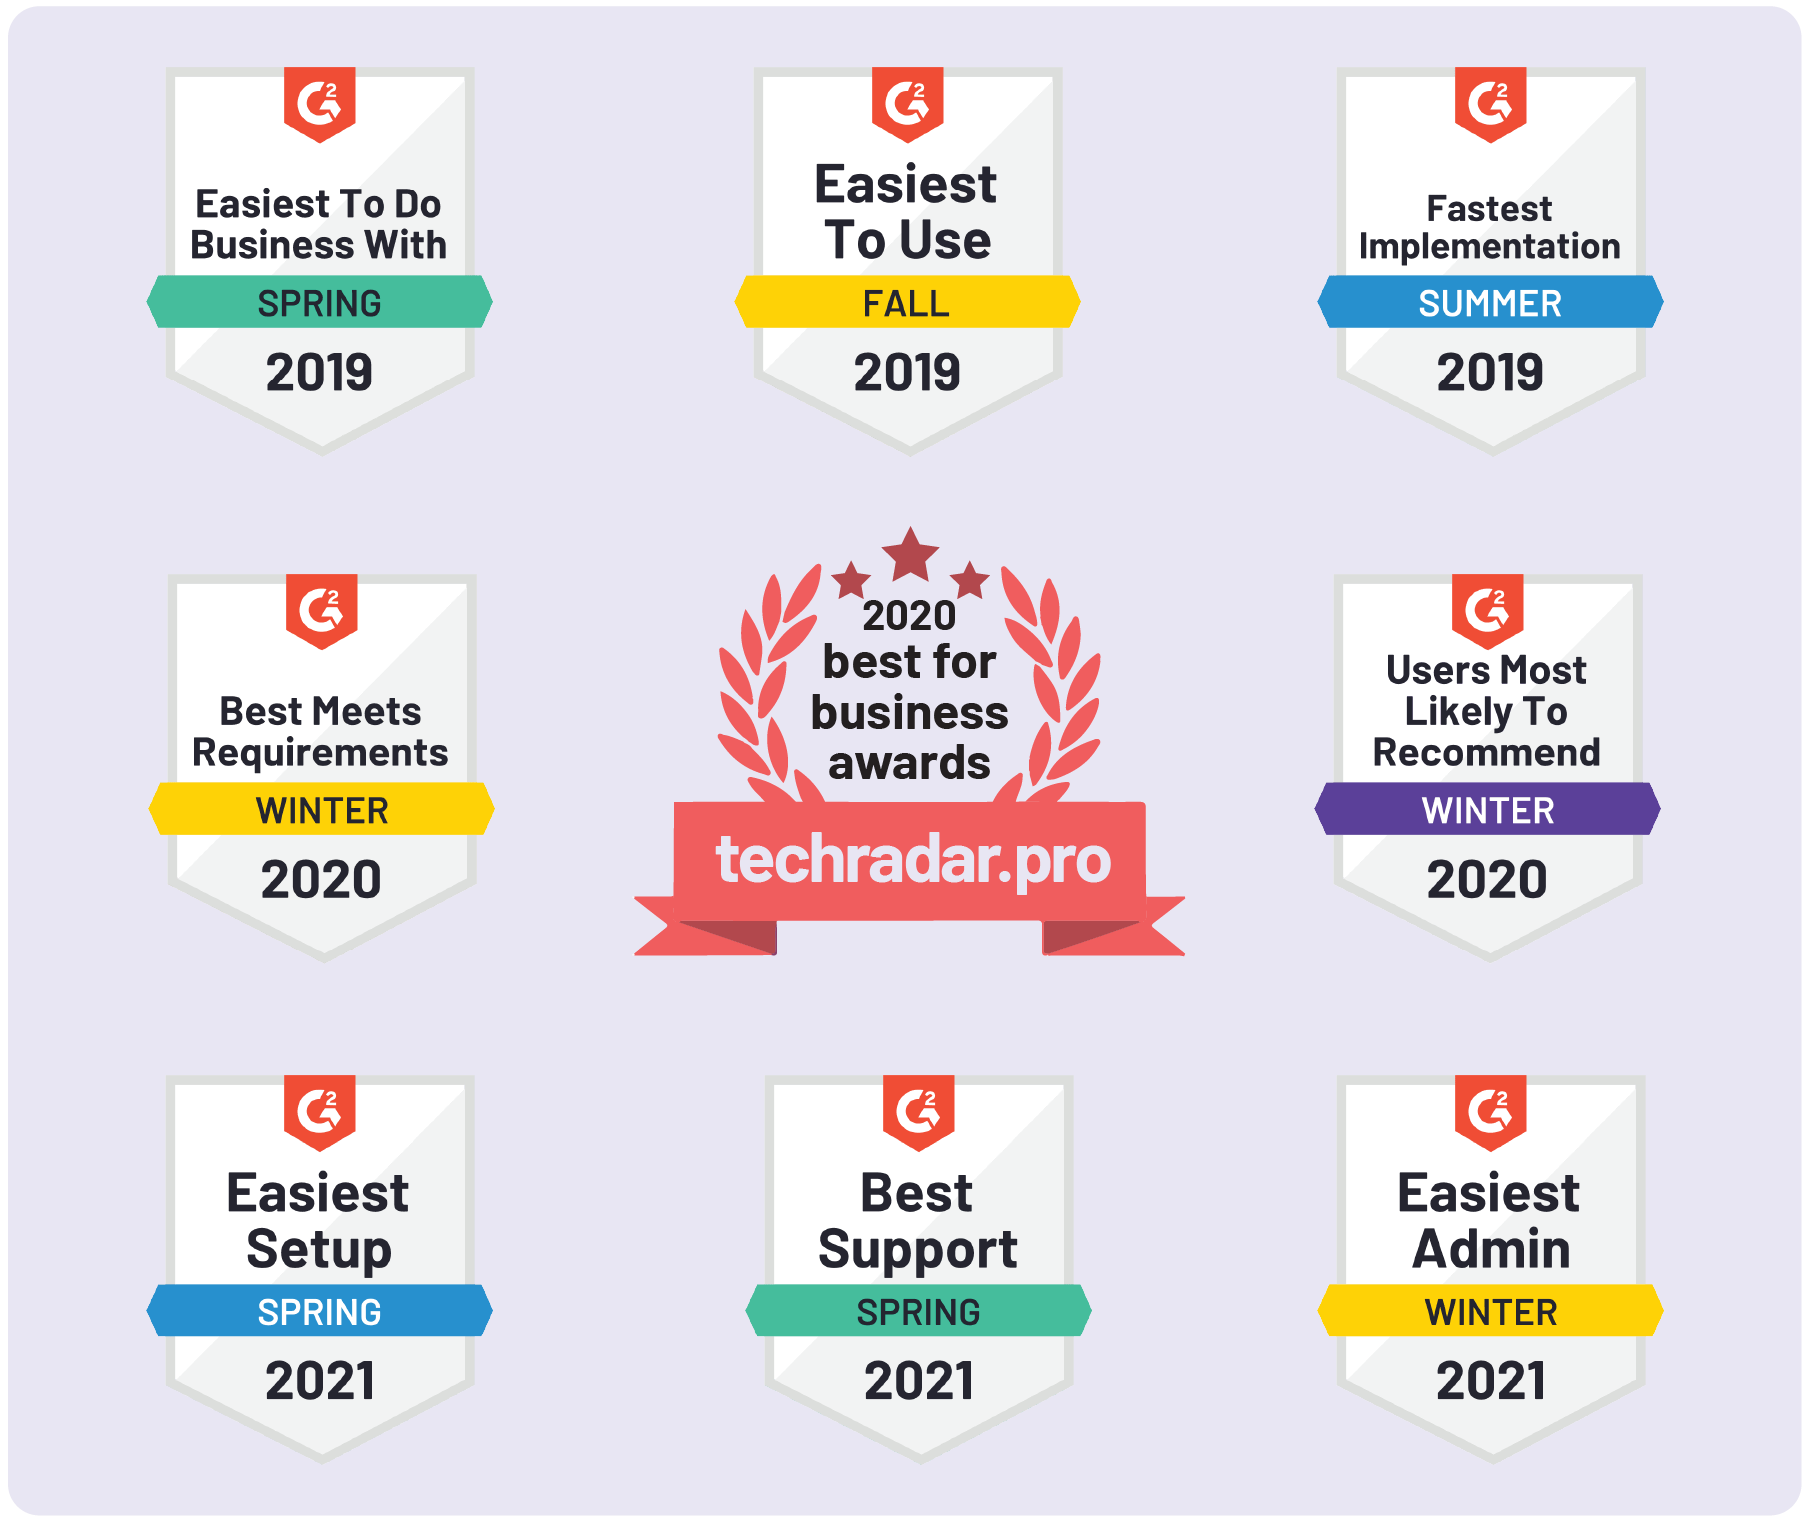 G2
Easiest To Do
Business With
SPRING
2019
G2
Easiest
To Use
FALL
2019
G2
Fastest
Implementation
SUMMER
2019
G2
Best Meets
Requirements
WINTER
2020
2020
best for
business
awards
techradar.pro
G2
Users Most
Likely To
Recommend
WINTER
2020
G2
Easiest
Setup
SPRING
2021
G2
Best
Support
SPRING
2021
G2
Easiest
Admin
WINTER
2021